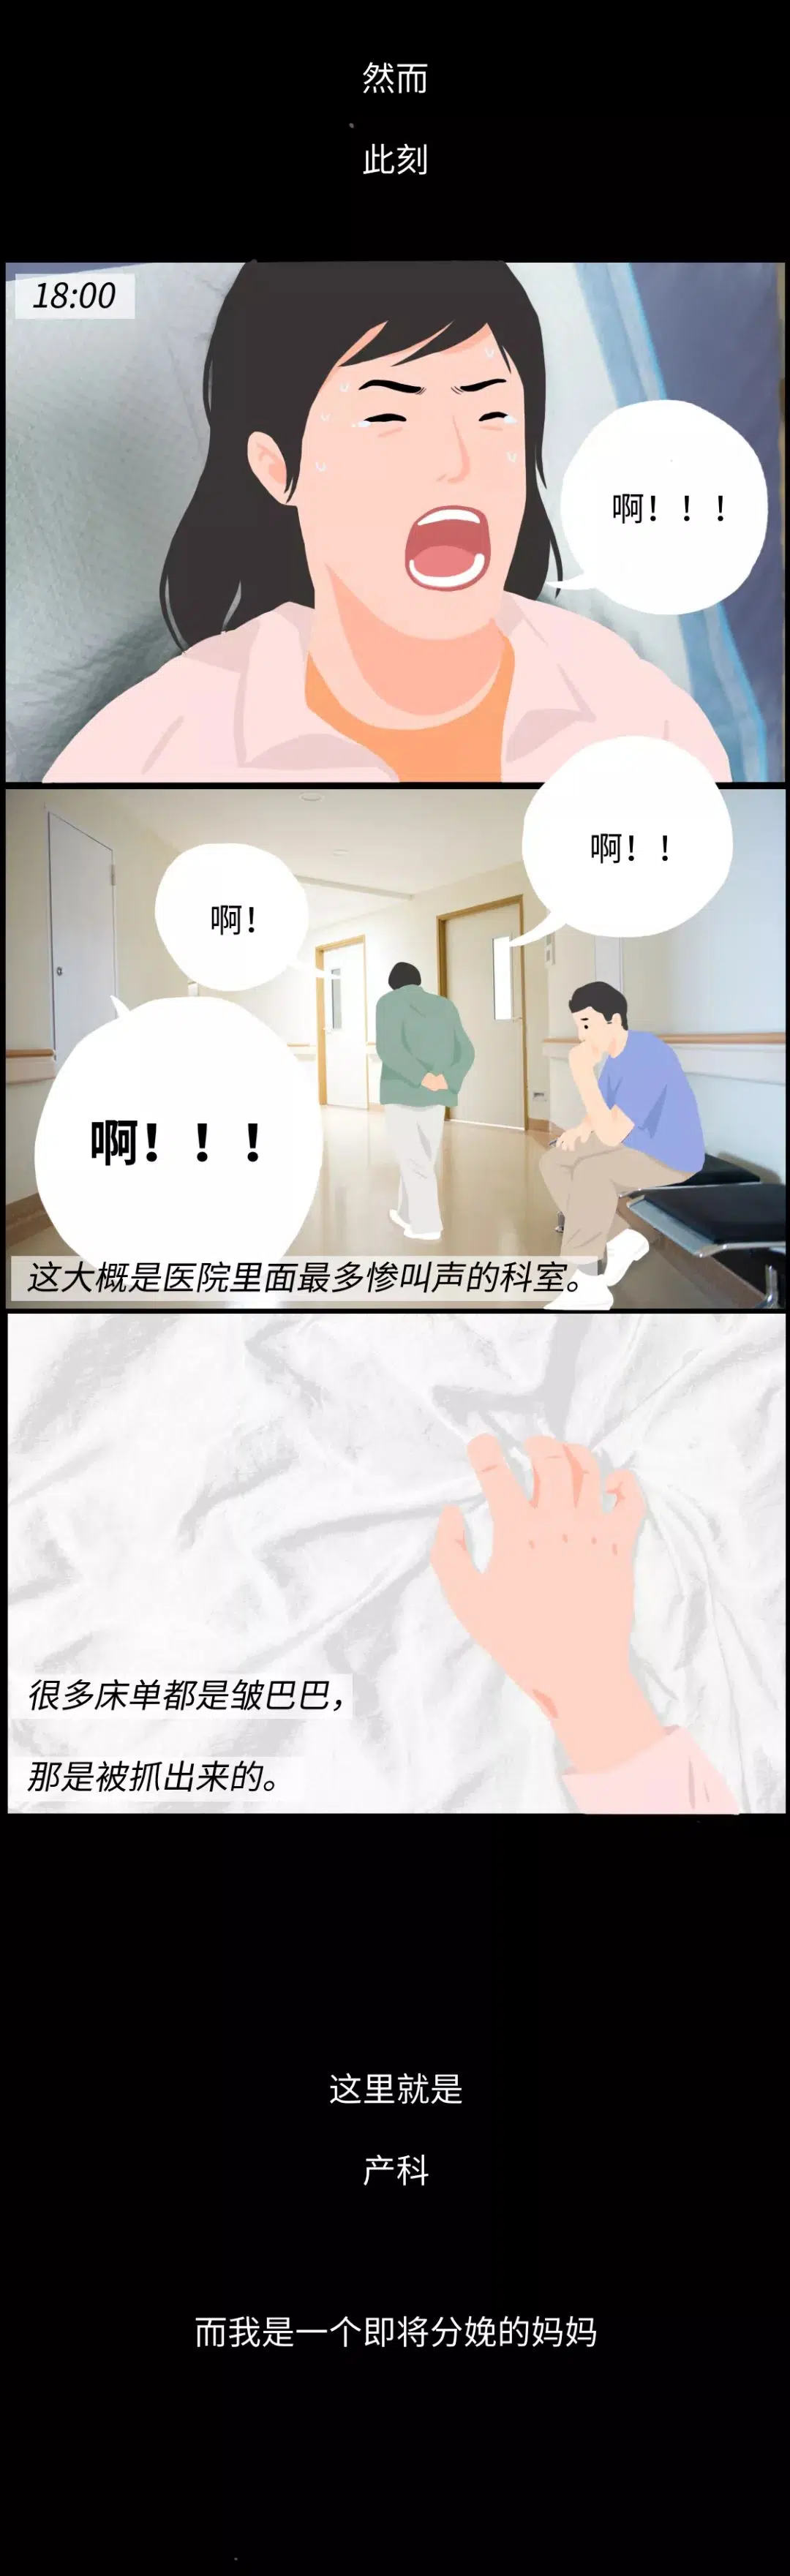 然而
此刻
18:00
啊！！！
啊！！
啊！
啊！！！
这大概是医院里面最多惨叫声的科室。
很多床单都是皱巴巴，
那是被抓出来的。
这里就是
产科
而我是一个即将分娩的妈妈